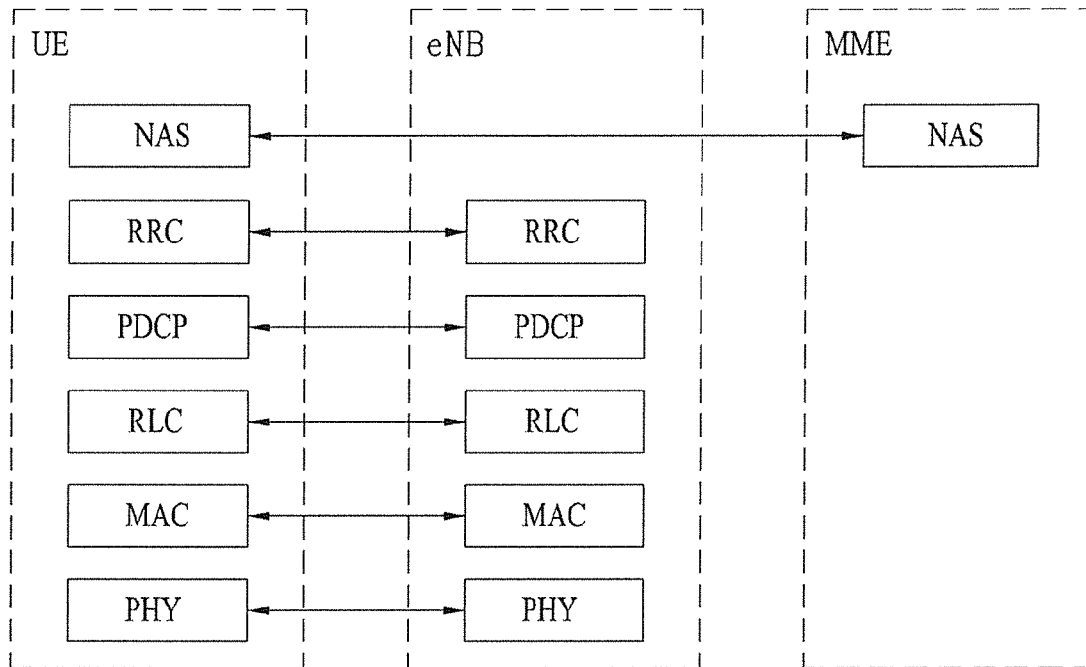 UE eNB MME
NAS NAS
RRC RRC
PDCP PDCP
RLC RLC
MAC MAC
PHY PHY